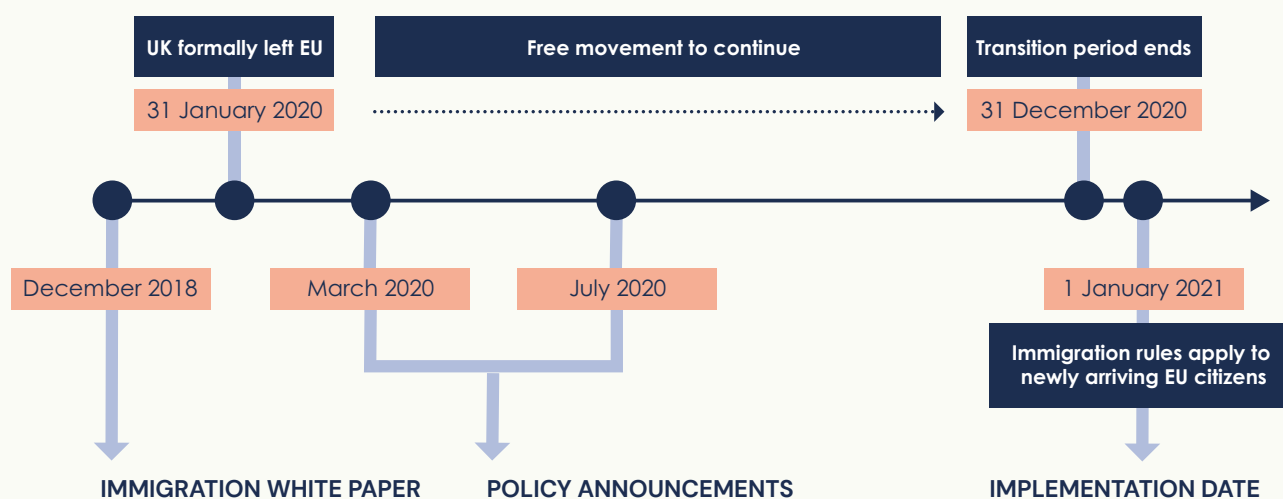 UK formally left EU
Free movement to continue
Transition period ends
31 January 2020
31 December 2020
December 2018
March 2020
July 2020
1 January 2021
Immigration rules apply to
newly arriving EU citizens
IMMIGRATION WHITE PAPER
POLICY ANNOUNCEMENTS
IMPLEMENTATION DATE